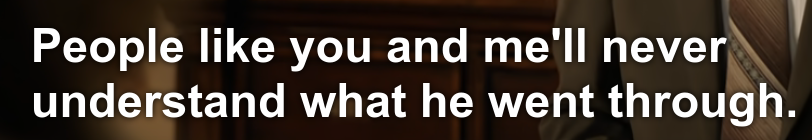 People like you and me'll never
understand what he went through.